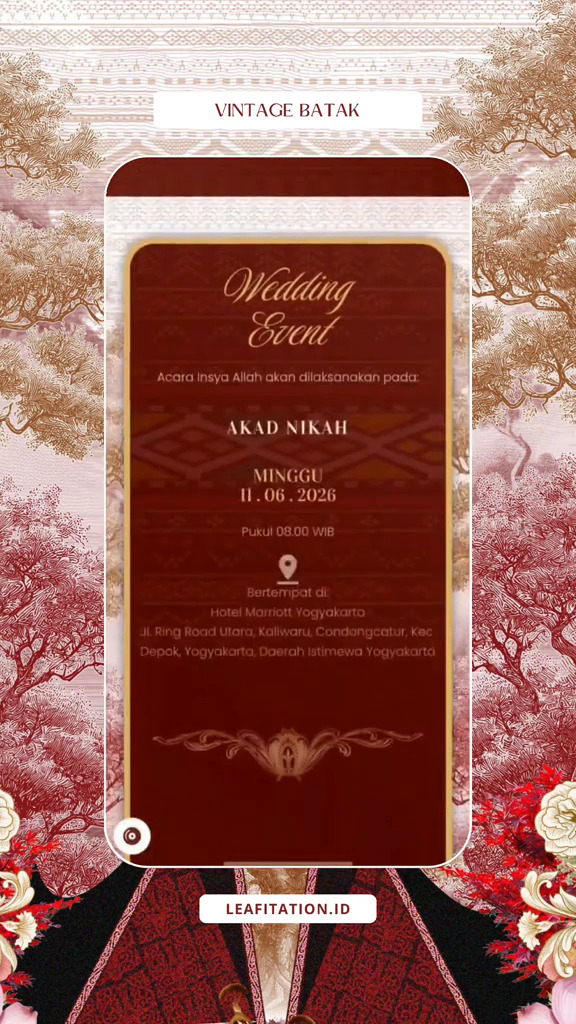 VINTAGE BATAK
Wedding
Event
Acara Insya Allah akan dilaksanakan pada:
AKAD NIKAH
MINGGU
11 . 06 . 2026
Pukul 08.00 WIB
Bertempat di:
Hotel Marriott Yogyakarta
Jl. Ring Road Utara, Kaliwaru, Condongcatur, Kec
Depok, Yogyakarta, Daerah Istimewa Yogyakarta
LEAFITATION.ID